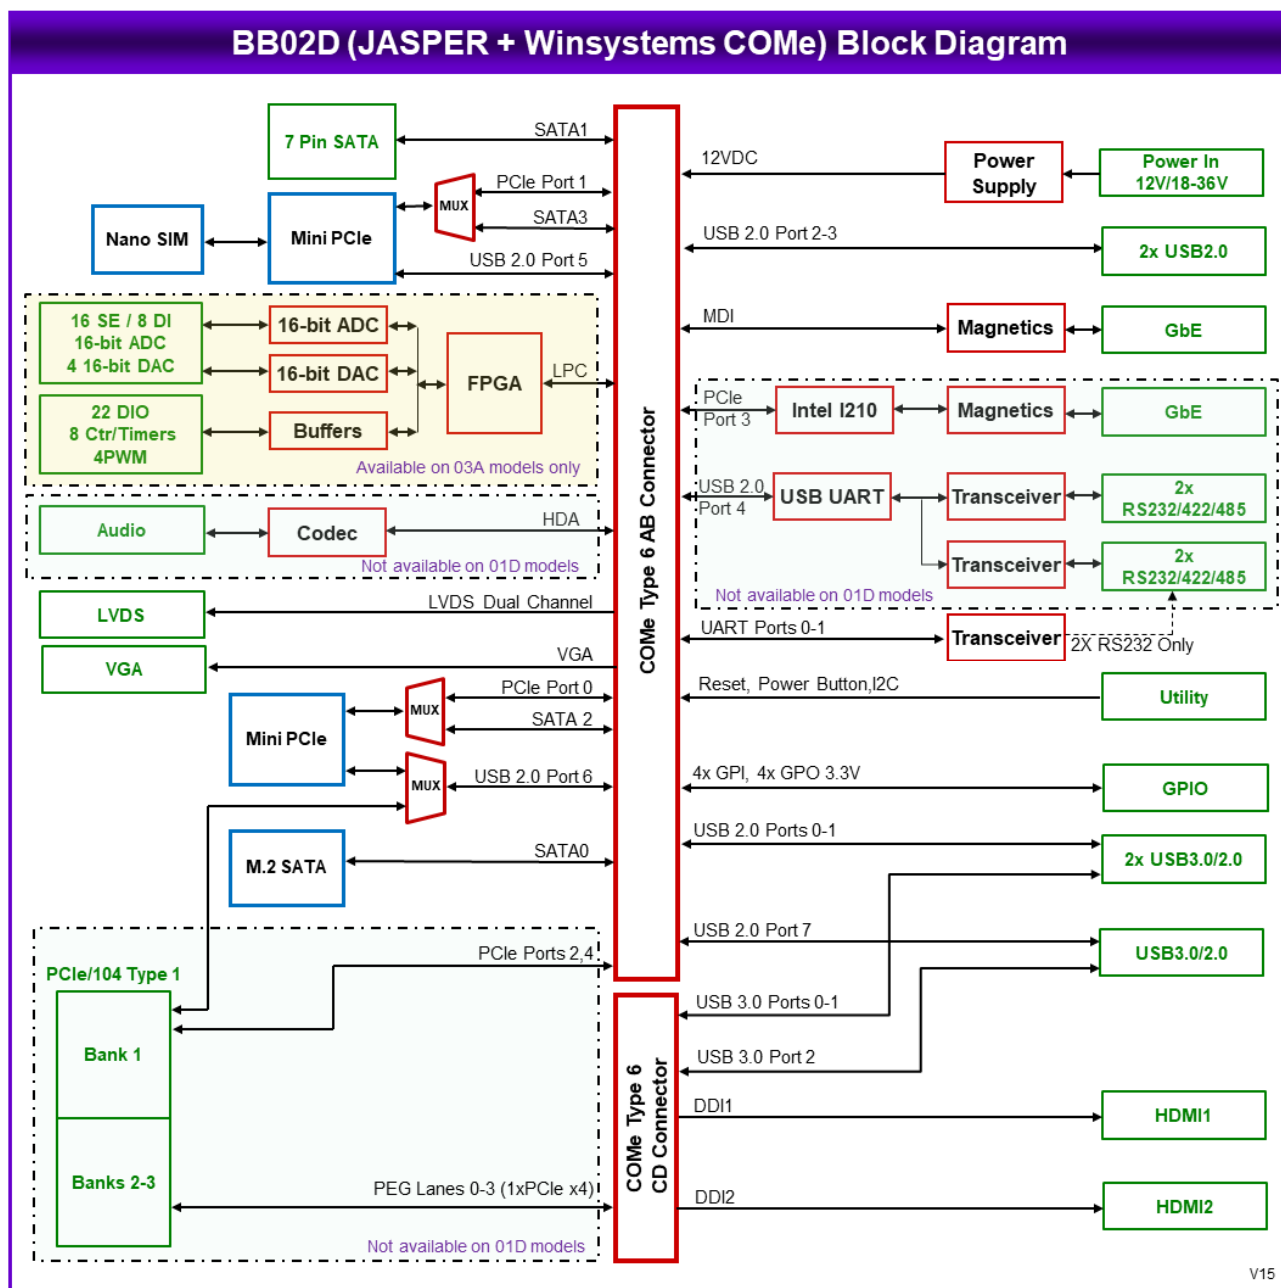 BB02D (JASPER + Winsystems COMe) Block Diagram
7 Pin SATA
SATA1
MUX
PCIe Port 1
SATA3
Nano SIM
Mini PCIe
USB 2.0 Port 5
16 SE / 8 DI
16-bit ADC
4 16-bit DAC
16-bit ADC
16-bit DAC
FPGA
LPC
22 DIO
8 Ctr/Timers
4PWM
Buffers
Available on 03A models only
Audio
Codec
HDA
Not available on 01D models
LVDS
LVDS Dual Channel
VGA
VGA
Mini PCIe
MUX
PCIe Port 0
SATA 2
MUX
USB 2.0 Port 6
M.2 SATA
SATA0
PCIe/104 Type 1
PCIe Ports 2,4
Bank 1
Banks 2-3
PEG Lanes 0-3 (1xPCIe x4)
Not available on 01D models
COMe Type 6 AB Connector
COMe Type 6
CD Connector
12VDC
Power
Supply
Power In
12V/18-36V
USB 2.0 Port 2-3
2x USB2.0
MDI
Magnetics
GbE
PCIe
Port 3
Intel I210
Magnetics
GbE
USB 2.0
Port 4
USB UART
Transceiver
2x
RS232/422/485
Transceiver
2x
RS232/422/485
Not available on 01D models
UART Ports 0-1
Transceiver
2X RS232 Only
Reset, Power Button,I2C
Utility
4x GPI, 4x GPO 3.3V
GPIO
USB 2.0 Ports 0-1
2x USB3.0/2.0
USB 2.0 Port 7
USB3.0/2.0
USB 3.0 Ports 0-1
USB 3.0 Port 2
DDI1
HDMI1
DDI2
HDMI2
V15